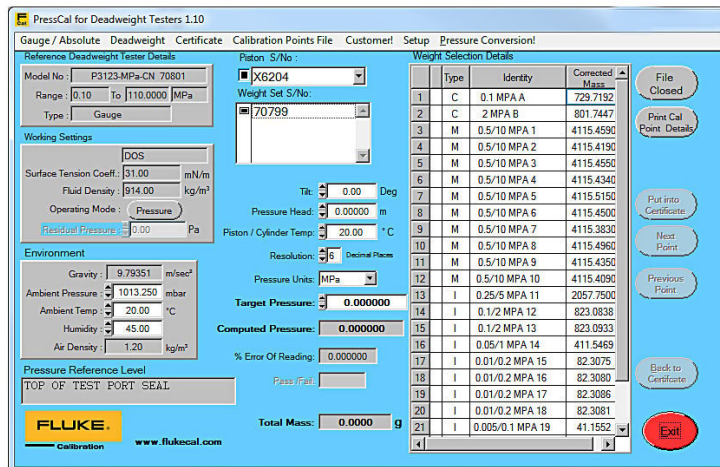 PressCal for Deadweight Testers 1.10
Gauge / Absolute Deadweight Certificate Calibration Points File Customer! Setup Pressure Conversion!
Reference Deadweight Tester Details
Model No : P3123-MPa-CN 70801
Range : 0.10 To 110.0000 MPa
Type : Gauge
Working Settings
DOS
Surface Tension Coeff.: 31.00 mN/m
Fluid Density : 914.00 kg/m³
Operating Mode : Pressure
Residual Pressure : 0.00 Pa
Environment
Gravity : 9.79351 m/sec²
Ambient Pressure : 1013.250 mbar
Ambient Temp : 20.00 °C
Humidity : 45.00
Air Density : 1.20 kg/m³
Pressure Reference Level
TOP OF TEST PORT SEAL
FLUKE.
Calibration
www.flukecal.com
Piston S/No :
X6204
Weight Set S/No:
70799
Tilt: 0.00 Deg
Pressure Head: 0.00000 m
Piston / Cylinder Temp: 20.00 °C
Resolution: 6 Decimal Places
Pressure Units: MPa
Target Pressure: 0.000000
Computed Pressure: 0.000000
% Error Of Reading: 0.000000
Pass /Fail:
Total Mass: 0.0000 g
Weight Selection Details
Type Identity Corrected Mass
1 C 0.1 MPA A 729.7192
2 C 2 MPA B 801.7447
3 M 0.5/10 MPA 1 4115.4590
4 M 0.5/10 MPA 2 4115.4190
5 M 0.5/10 MPA 3 4115.4550
6 M 0.5/10 MPA 4 4115.4340
7 M 0.5/10 MPA 5 4115.5150
8 M 0.5/10 MPA 6 4115.4500
9 M 0.5/10 MPA 7 4115.3830
10 M 0.5/10 MPA 8 4115.4960
11 M 0.5/10 MPA 9 4115.4350
12 M 0.5/10 MPA 10 4115.4090
13 I 0.25/5 MPA 11 2057.7500
14 I 0.1/2 MPA 12 823.0838
15 I 0.1/2 MPA 13 823.0933
16 I 0.05/1 MPA 14 411.5469
17 I 0.01/0.2 MPA 15 82.3075
18 I 0.01/0.2 MPA 16 82.3080
19 I 0.01/0.2 MPA 17 82.3086
20 I 0.01/0.2 MPA 18 82.3081
21 I 0.005/0.1 MPA 19 41.1552
File
Closed
Print Cal
Point Details
Put into
Certificate
Next
Point
Previous
Point
Back to
Certifcate
Exit